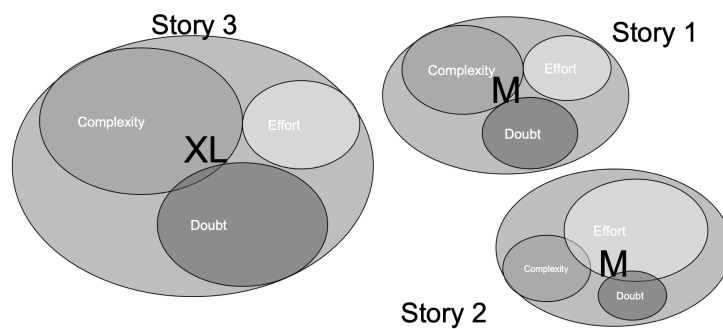 Story 3
Complexity
Effort
XL
Doubt
Story 1
Complexity
Effort
M
Doubt
Story 2
Effort
Complexity
M
Doubt